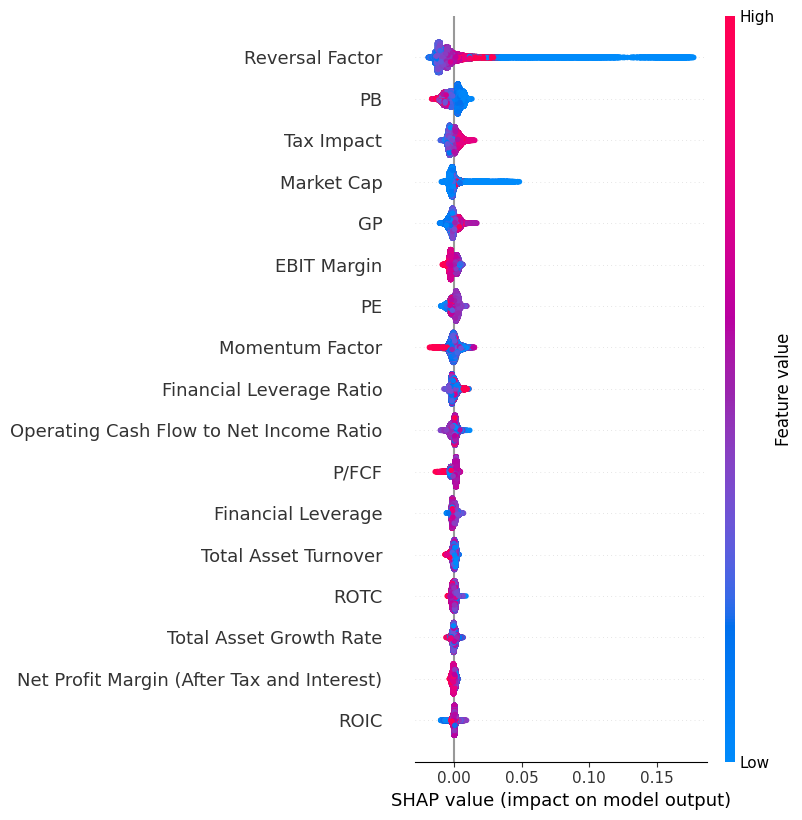 High
Reversal Factor
PB
Tax Impact
Market Cap
GP
EBIT Margin
PE
Momentum Factor
Financial Leverage Ratio
Operating Cash Flow to Net Income Ratio
P/FCF
Financial Leverage
Total Asset Turnover
ROTC
Total Asset Growth Rate
Net Profit Margin (After Tax and Interest)
ROIC
Feature value
Low
0.00 0.05 0.10 0.15
SHAP value (impact on model output)